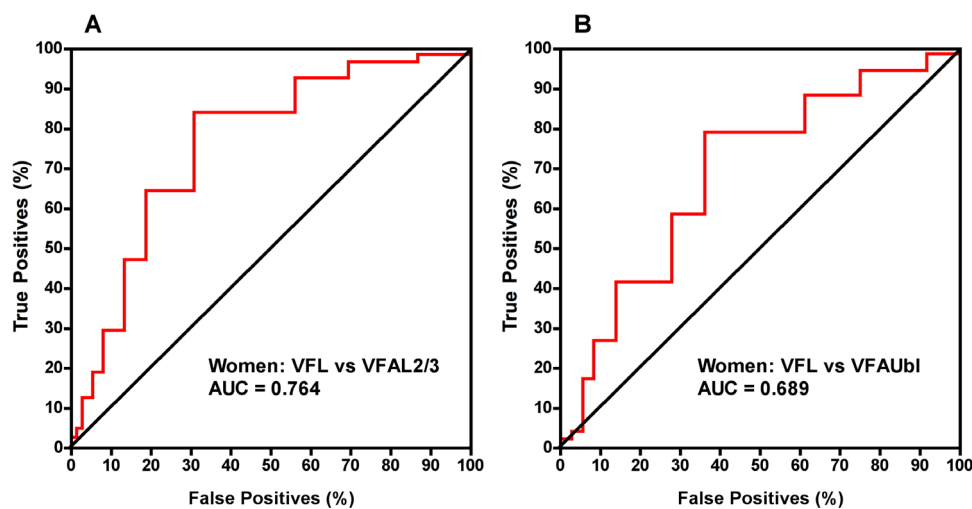 A
100
90
80
70
60
50
40
30
20
10
0
True Positives (%)
Women: VFL vs VFAL2/3
AUC = 0.764
0 10 20 30 40 50 60 70 80 90 100
False Positives (%)
B
100
90
80
70
60
50
40
30
20
10
0
True Positives (%)
Women: VFL vs VFAUbl
AUC = 0.689
0 10 20 30 40 50 60 70 80 90 100
False Positives (%)